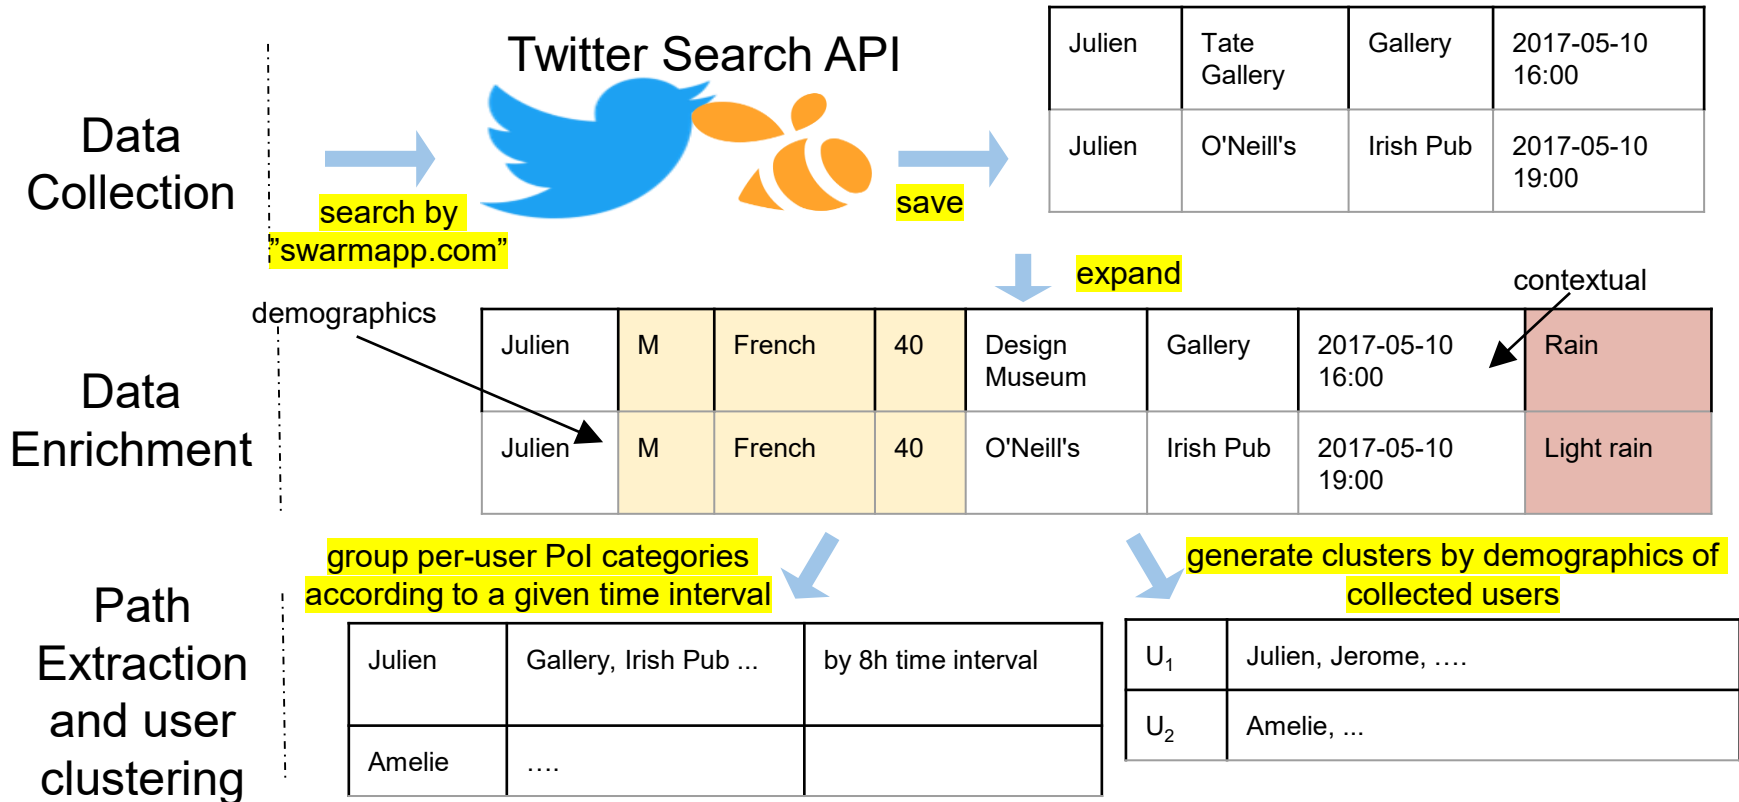 Twitter Search API
Data
Collection
search by
”swarmapp.com”
save
Julien Tate Gallery 2017-05-10
Gallery 16:00
Julien O'Neill's Irish Pub 2017-05-10
19:00
expand
contextual
demographics
Data
Enrichment
Julien M French 40 Design Gallery 2017-05-10 Rain
Museum 16:00
Julien M French 40 O'Neill's Irish Pub 2017-05-10 Light rain
19:00
group per-user PoI categories
according to a given time interval
generate clusters by demographics of
collected users
Path
Extraction
and user
clustering
Julien Gallery, Irish Pub ... by 8h time interval
Amelie ....
U1 Julien, Jerome, ....
U2 Amelie, ...